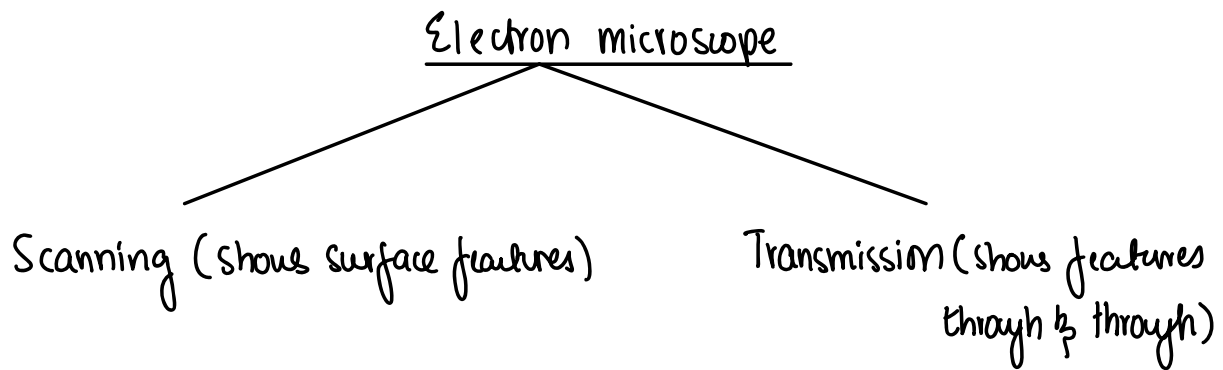 Electron microscope
Scanning (shows surface features)
Transmission (shows features
through & through)